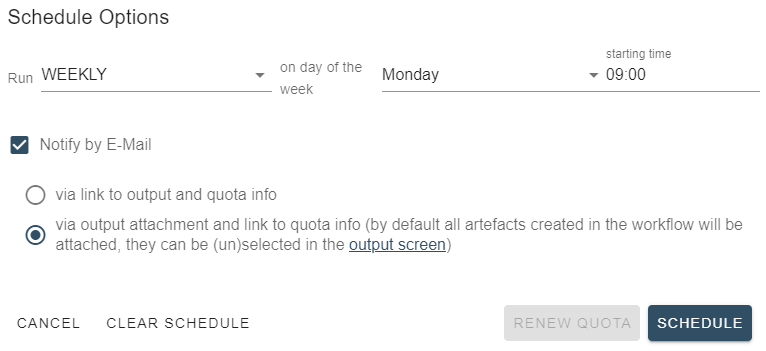 Schedule Options
starting time
Run WEEKLY on day of the week Monday 09:00
Notify by E-Mail
via link to output and quota info
via output attachment and link to quota info (by default all artefacts created in the workflow will be
attached, they can be (un)selected in the output screen)
CANCEL CLEAR SCHEDULE RENEW QUOTA SCHEDULE